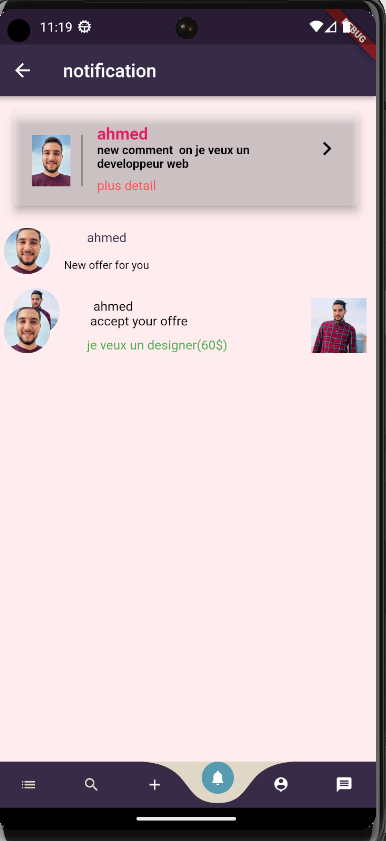 11:19
DEBUG
notification
ahmed
new comment on je veux un
developpeur web
plus detail
ahmed
New offer for you
ahmed
accept your offre
je veux un designer(60$)